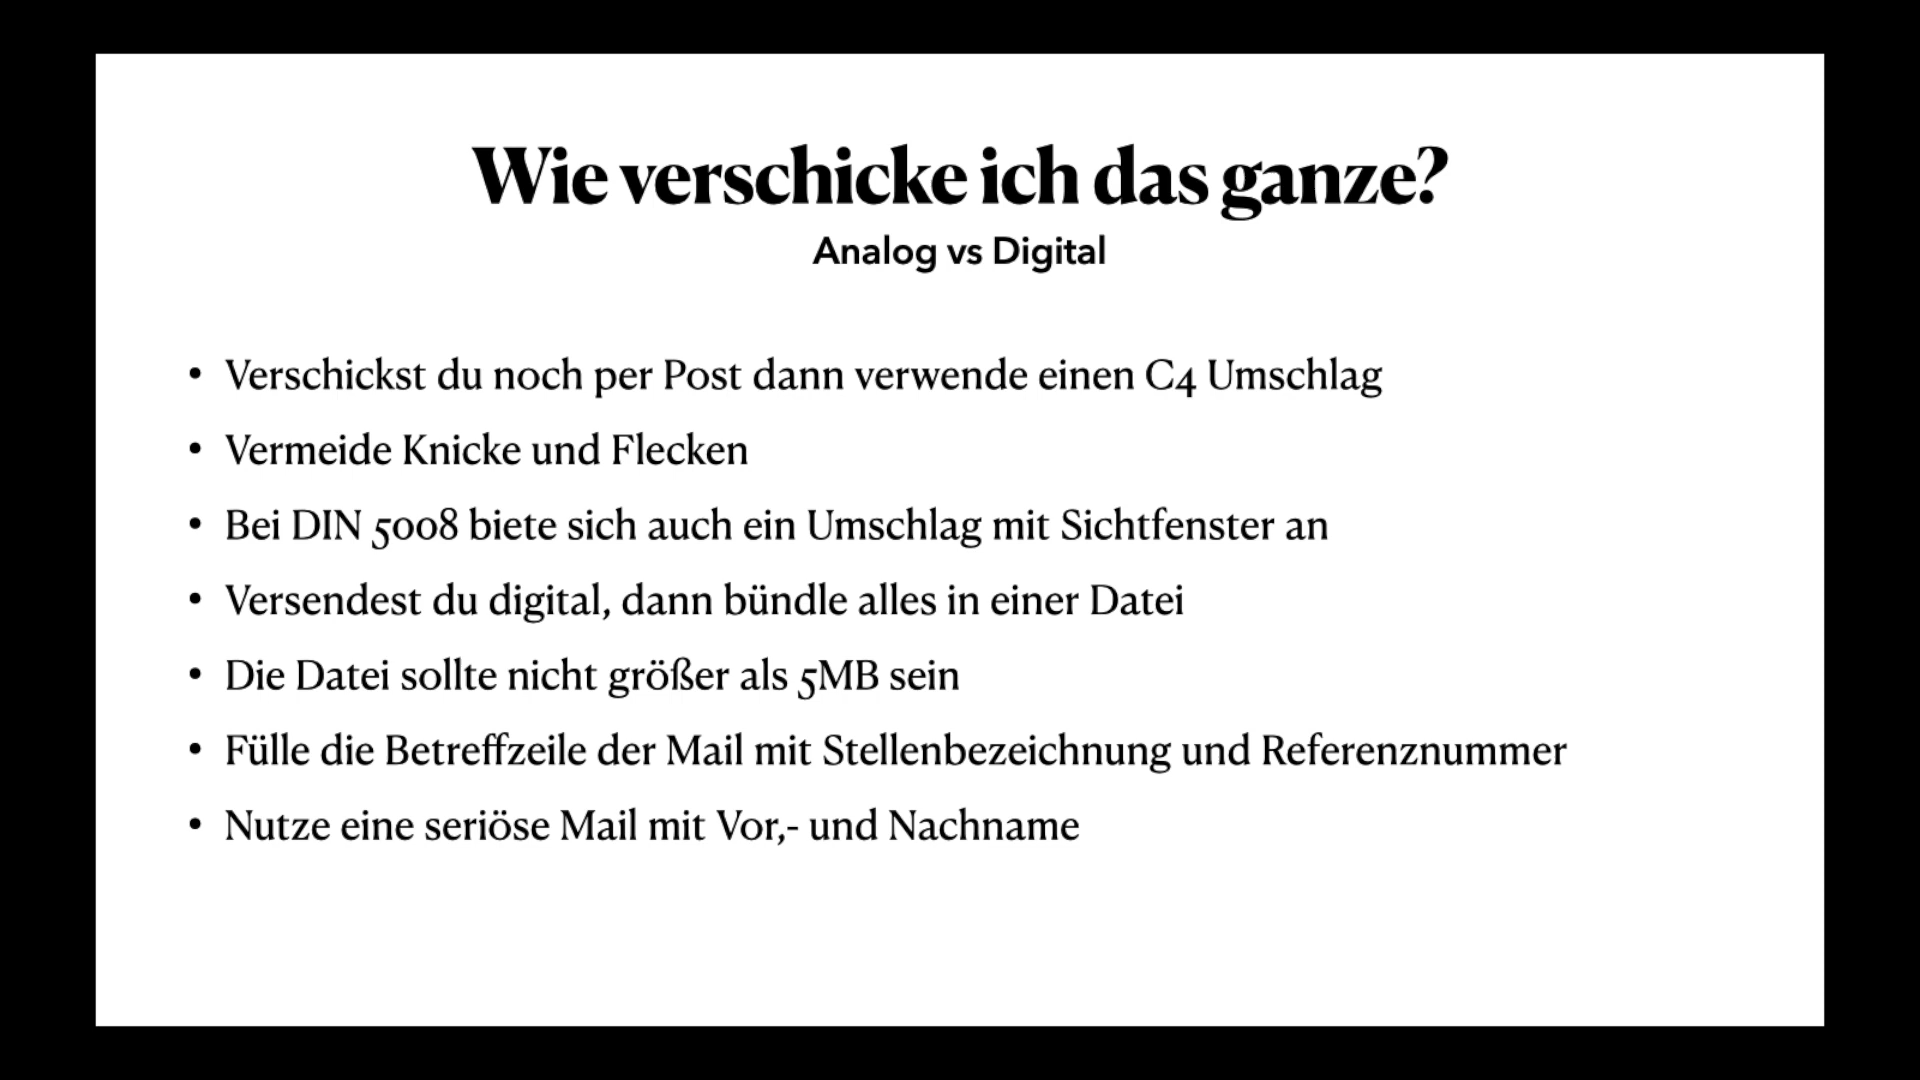 Wie verschicke ich das ganze?
Analog vs Digital
• Verschickst du noch per Post dann verwende einen C4 Umschlag
• Vermeide Knicke und Flecken
• Bei DIN 5008 biete sich auch ein Umschlag mit Sichtfenster an
• Versendest du digital, dann bündle alles in einer Datei
• Die Datei sollte nicht größer als 5MB sein
• Fülle die Betreffzeile der Mail mit Stellenbezeichnung und Referenznummer
• Nutze eine seriöse Mail mit Vor,- und Nachname